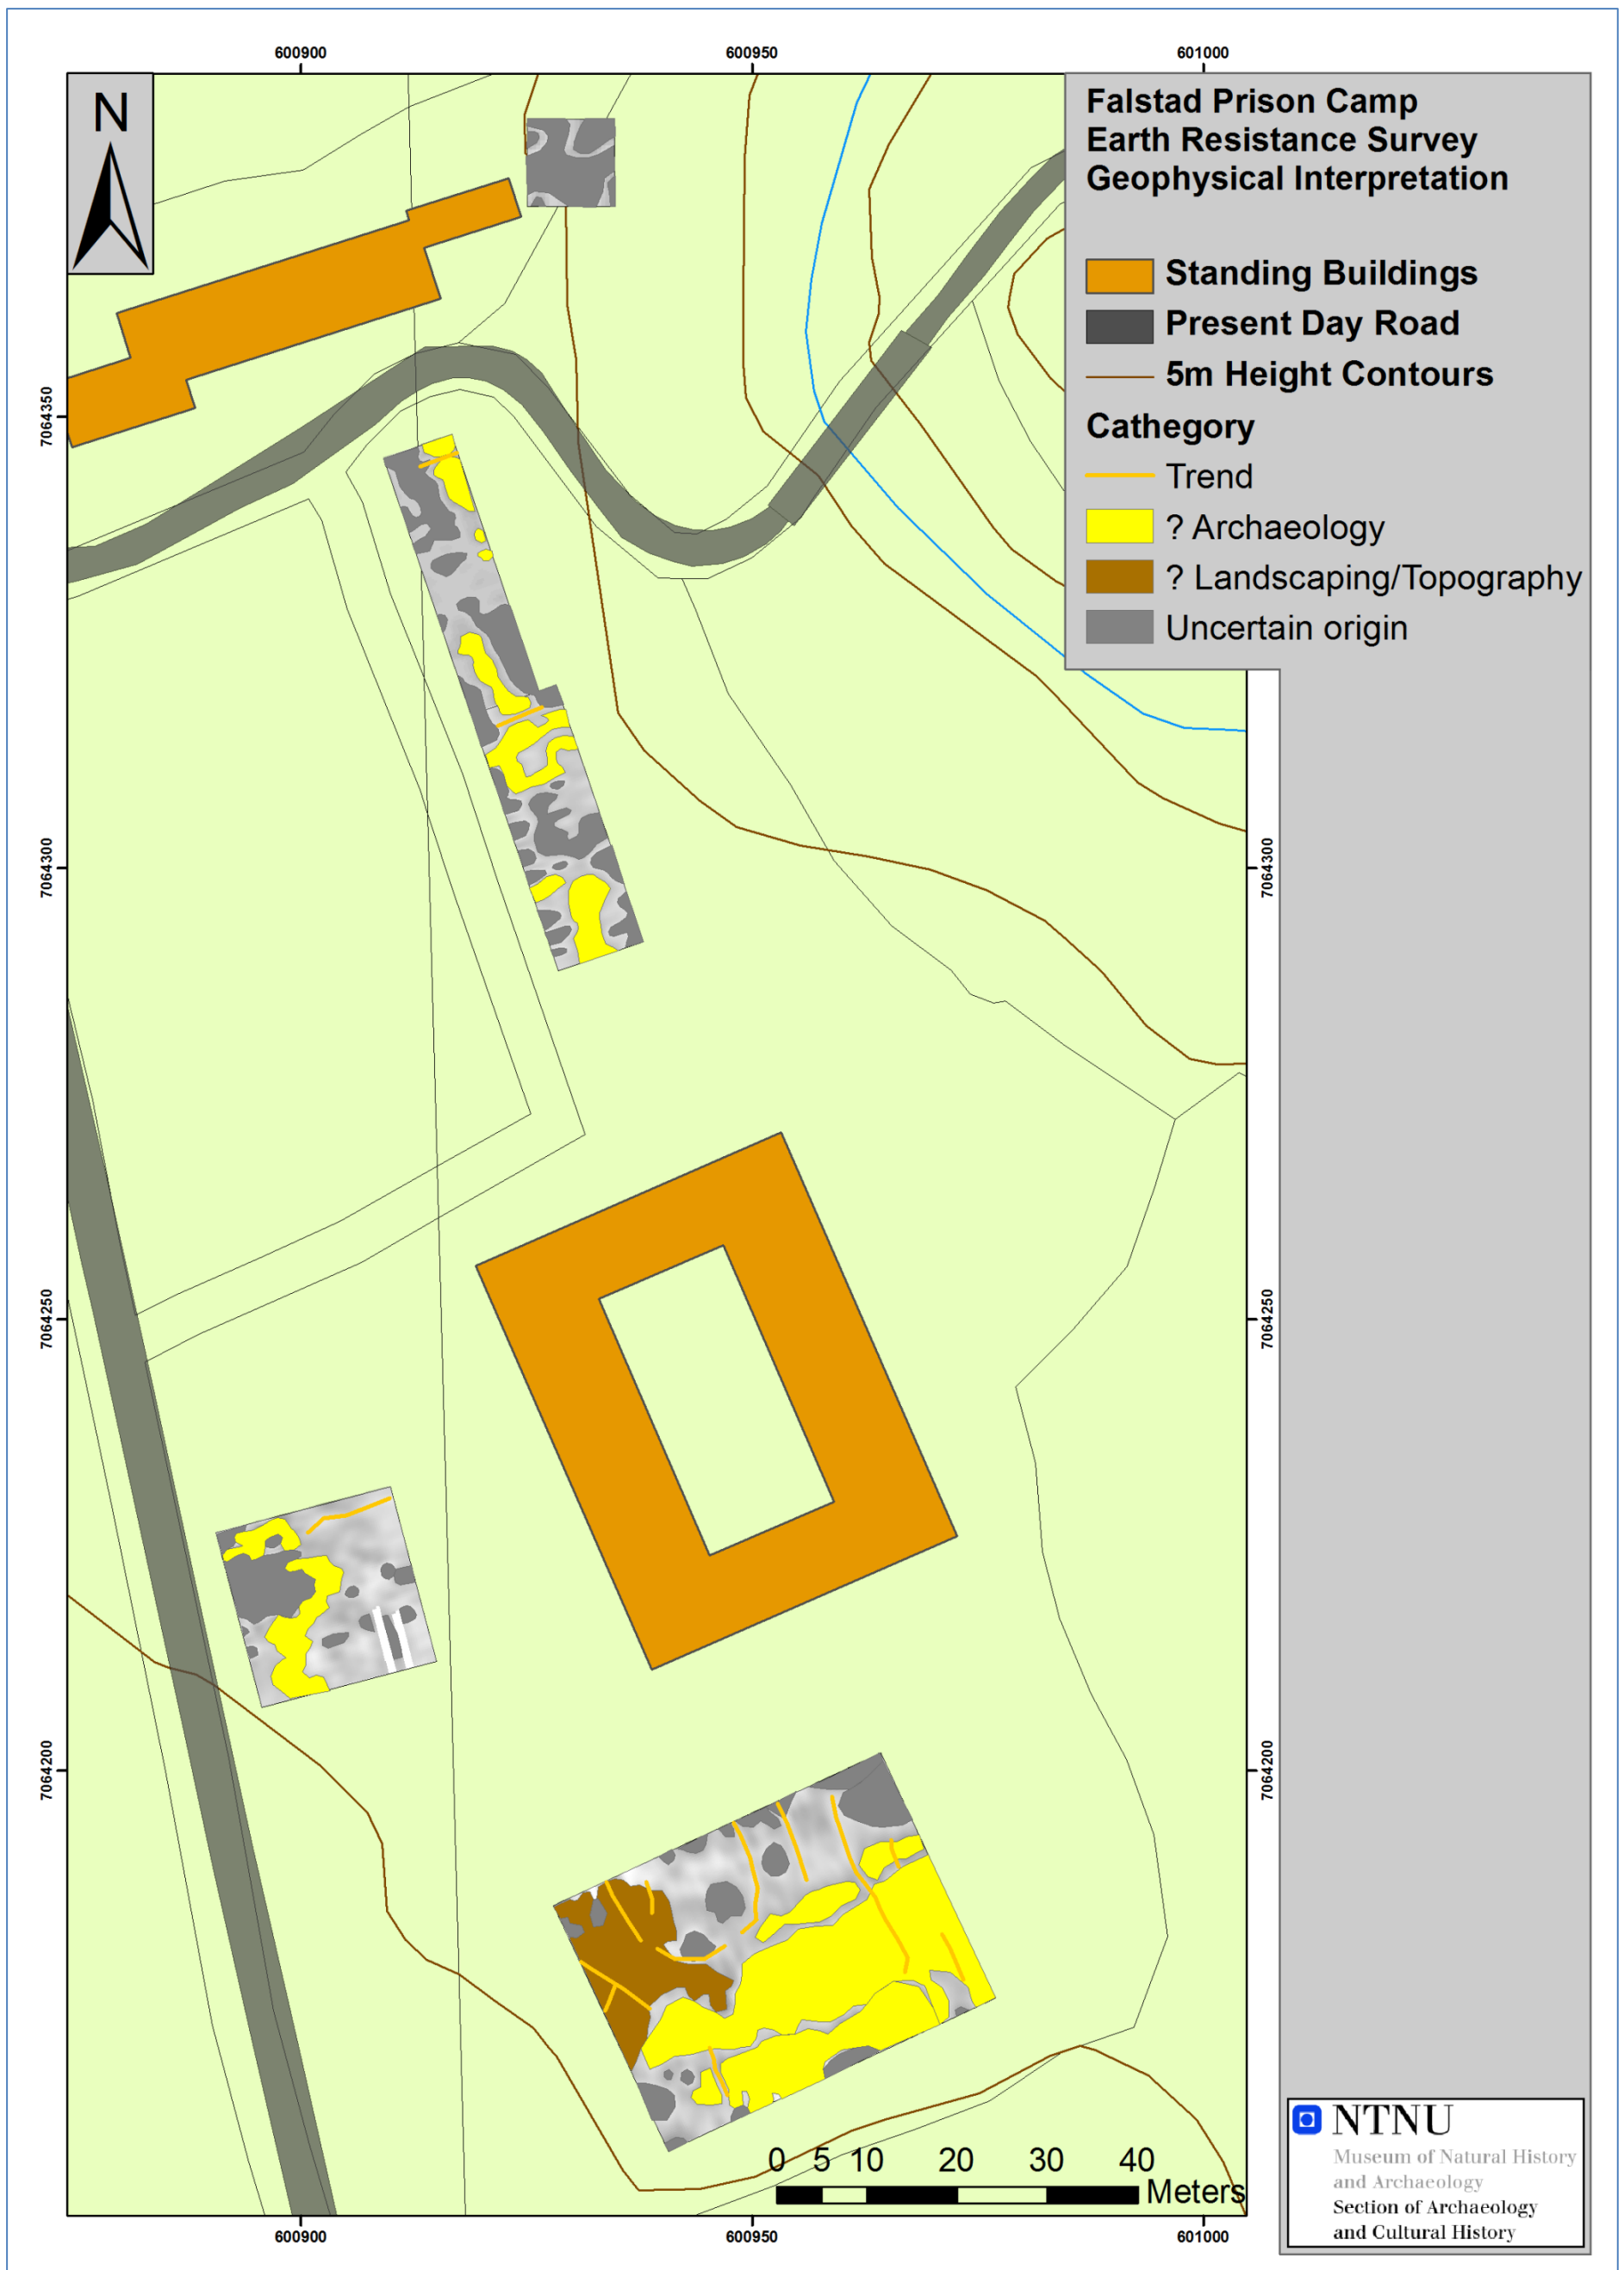 600900
600950
601000
N
Falstad Prison Camp
Earth Resistance Survey
Geophysical Interpretation
Standing Buildings
Present Day Road
5m Height Contours
Cathegory
Trend
? Archaeology
? Landscaping/Topography
Uncertain origin
7064350
7064300
7064300
7064250
7064250
7064200
7064200
0 5 10 20 30 40
Meters
NTNU
Museum of Natural History
and Archaeology
Section of Archaeology
and Cultural History
600900
600950
601000